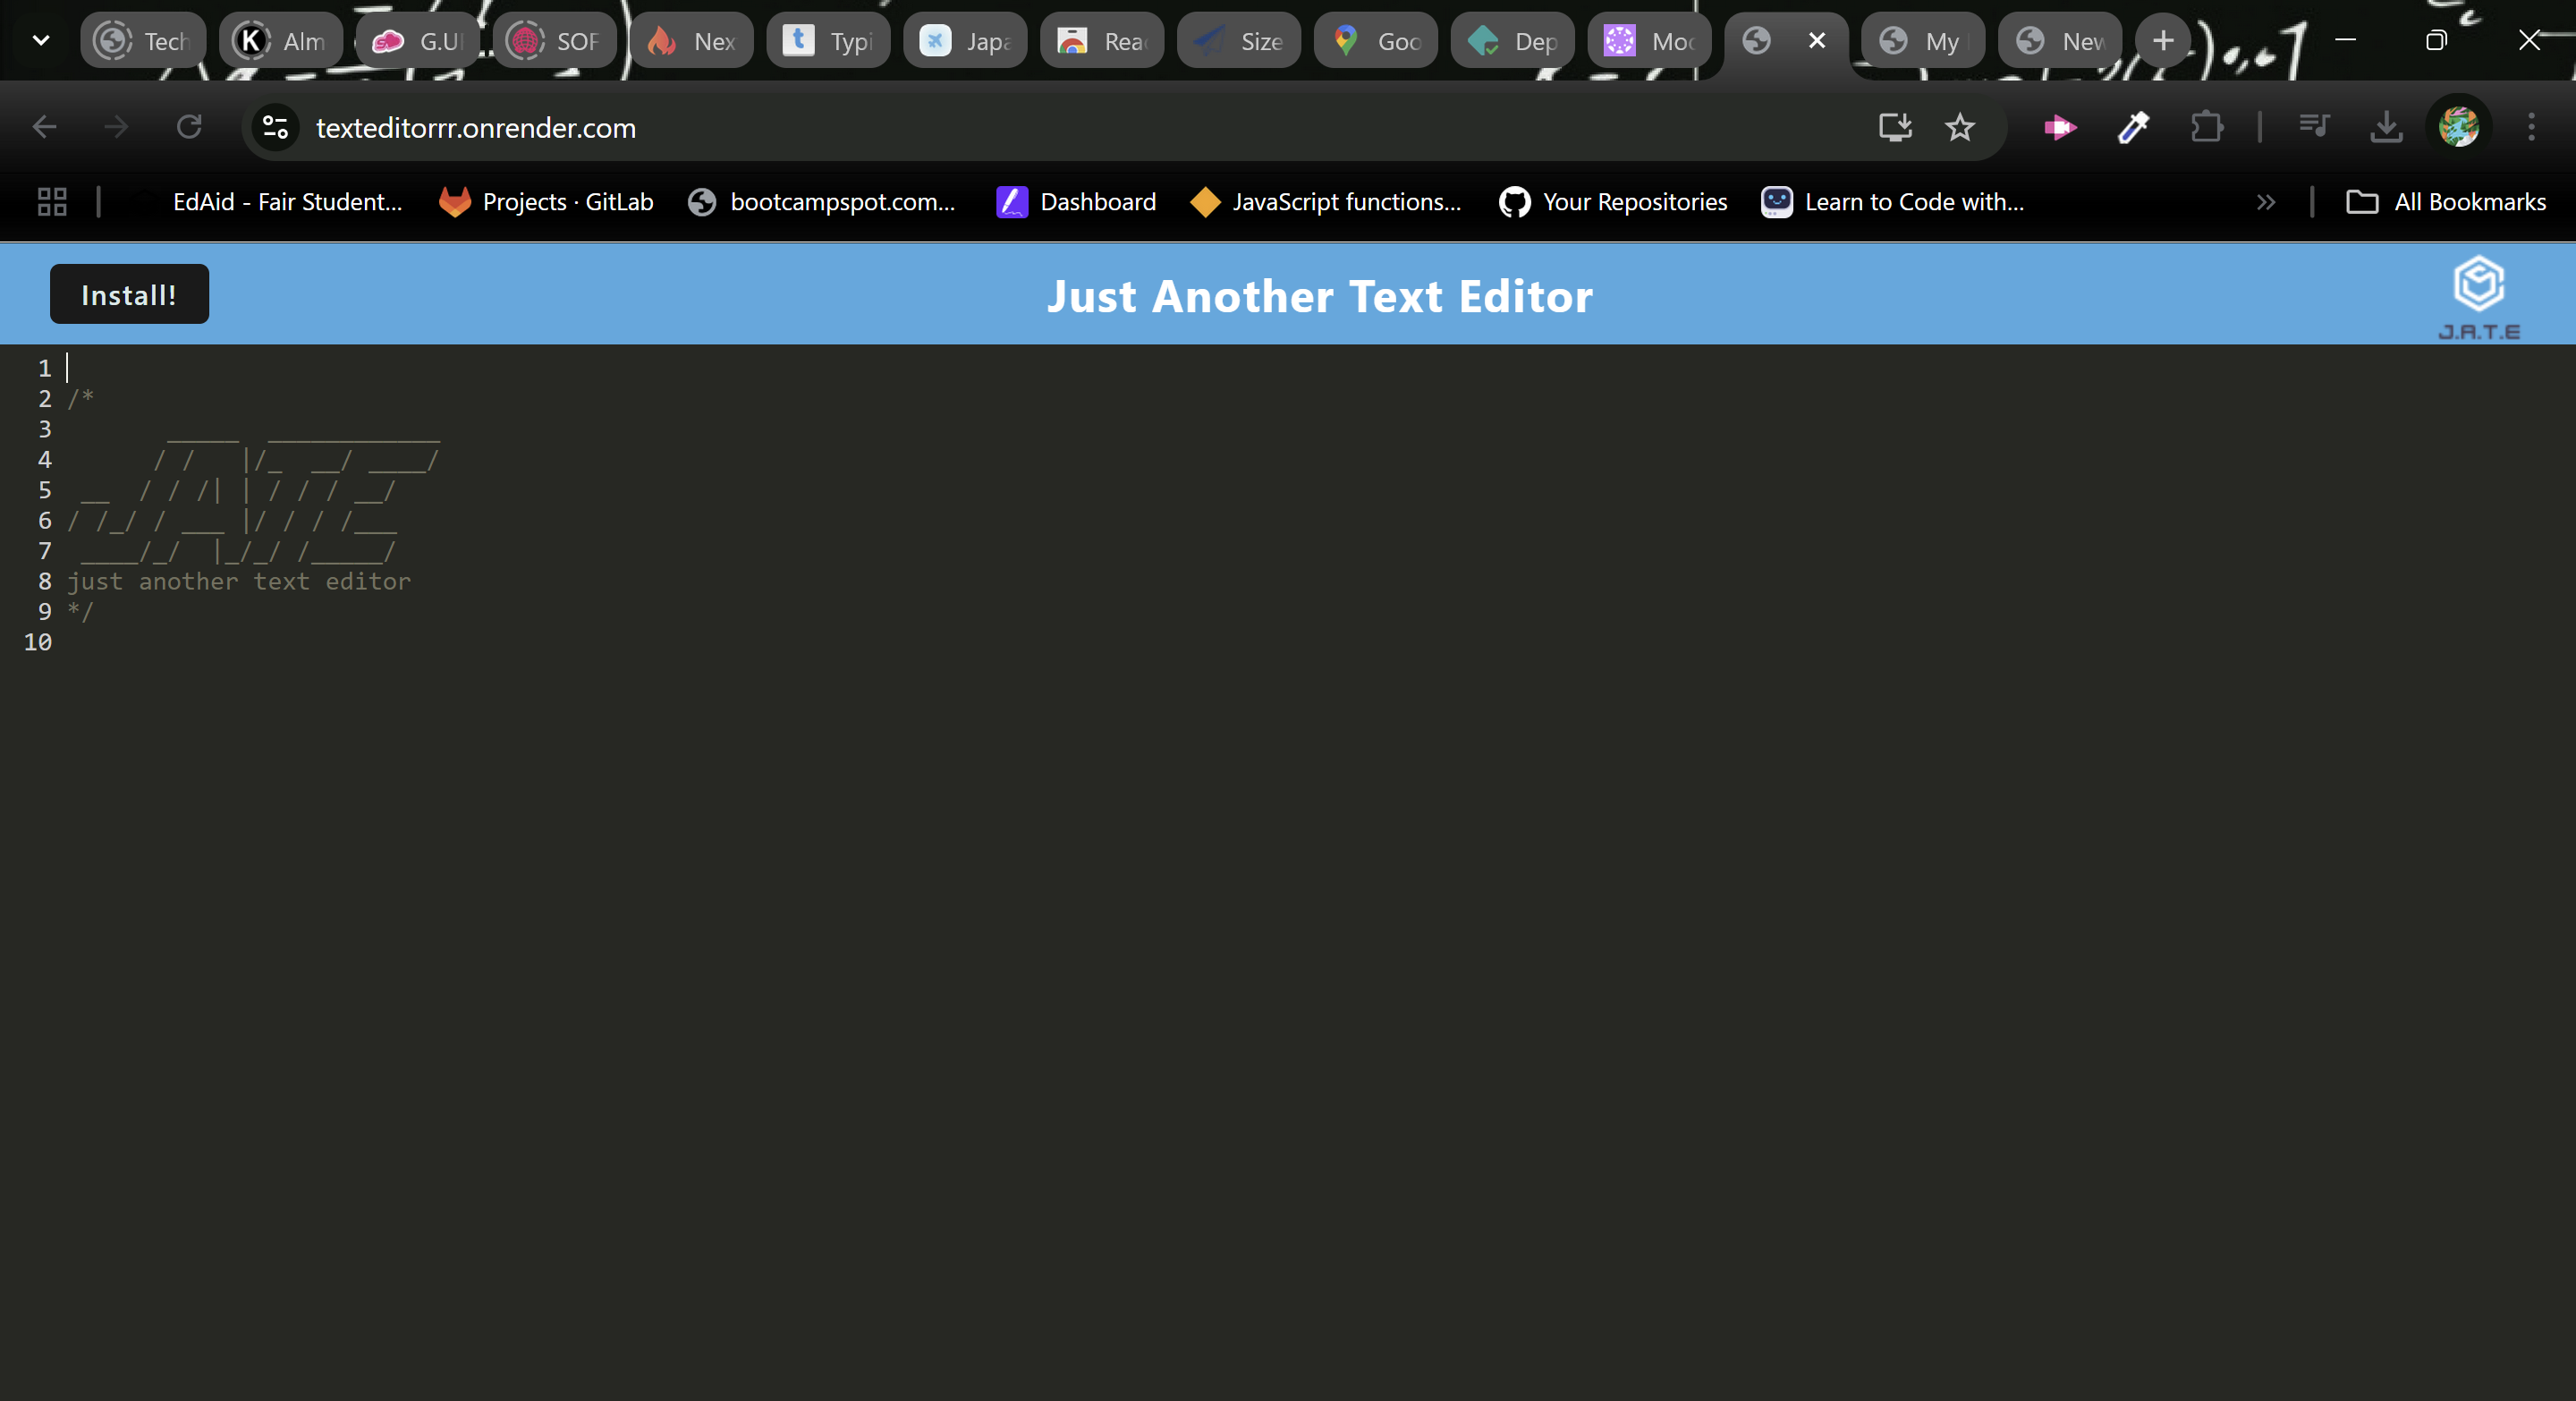 Tech
Alm
G.U
SOF
Nex
Typi
Japa
Read
Size
Goo
Dep
Moc
My
New
texteditorrr.onrender.com
EdAid - Fair Student...
Projects · GitLab
bootcampspot.com...
Dashboard
JavaScript functions...
Your Repositories
Learn to Code with...
All Bookmarks
Install!
Just Another Text Editor
J.A.T.E
1
2 /*
3      _____  ____________
4       / /   |/_  __/ ____/
5  __  / / /| | / / / __/
6 / /_/ / ___ |/ / / /___
7  ____/_/  |_/_/ /_____/
8 just another text editor
9 */
10